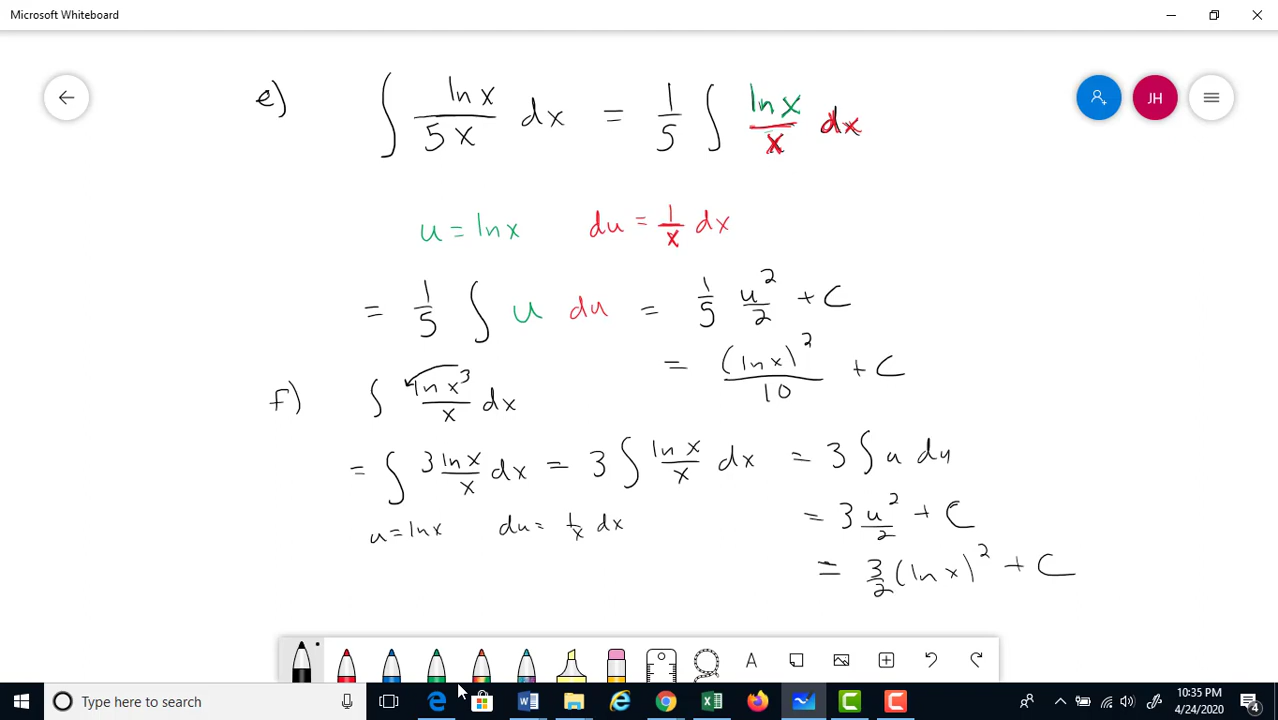 Microsoft Whiteboard
JH
e) ∫ ln x / 5x dx = 1/5 ∫ ln x / x dx
u = ln x du = 1/x dx
= 1/5 ∫ u du = 1/5 u²/2 + C
= (ln x)²/10 + C
f) ∫ ln x³ / x dx
= ∫ 3 ln x / x dx = 3 ∫ ln x / x dx = 3 ∫ u du
u = ln x du = 1/x dx
= 3 u²/2 + C
= 3/2 (ln x)² + C
Type here to search
10:35 PM
4/24/2020
4